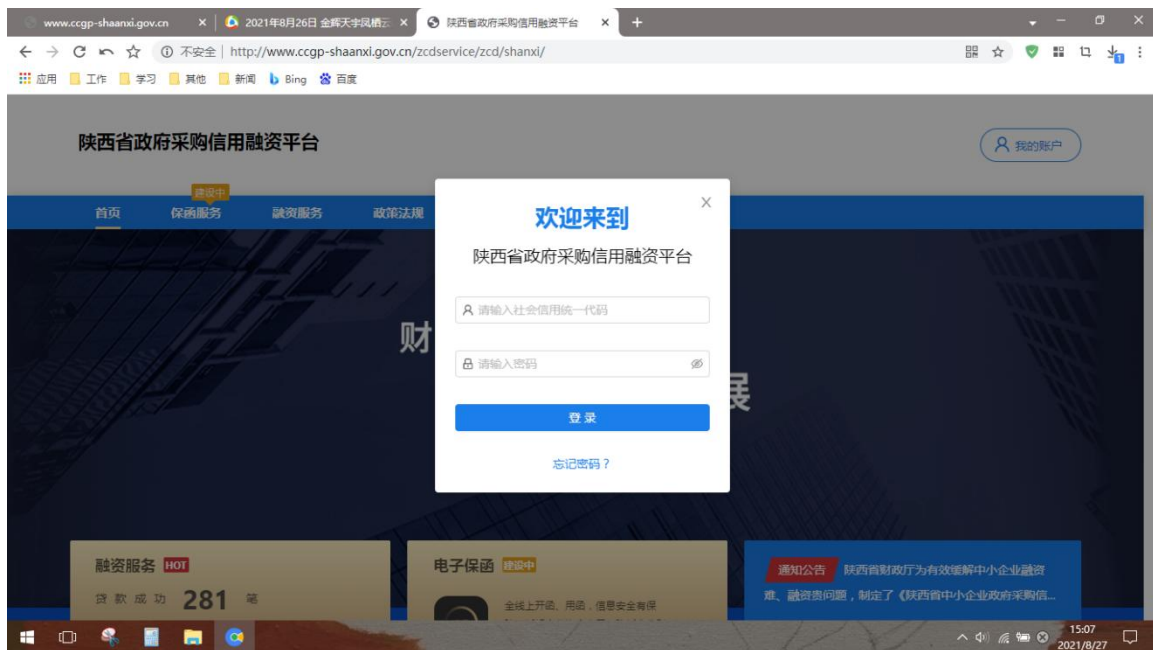 www.ccgp-shaanxi.gov.cn
2021年8月26日 金辉天宇凤栖云
陕西省政府采购信用融资平台
不安全 | http://www.ccgp-shaanxi.gov.cn/zcdservice/zcd/shanxi/
应用 工作 学习 其他 新闻 Bing 百度
陕西省政府采购信用融资平台
我的账户
建设中
首页 保函服务 融资服务 政策法规
欢迎来到
陕西省政府采购信用融资平台
请输入社会信用统一代码
请输入密码
登 录
忘记密码？
财
展
融资服务 HOT
贷款成功 281 笔
电子保函 建设中
全线上开函、用函，信息安全有保
通知公告 陕西省财政厅为有效缓解中小企业融资
难、融资贵问题，制定了《陕西省中小企业政府采购信...
1
15:07
2021/8/27